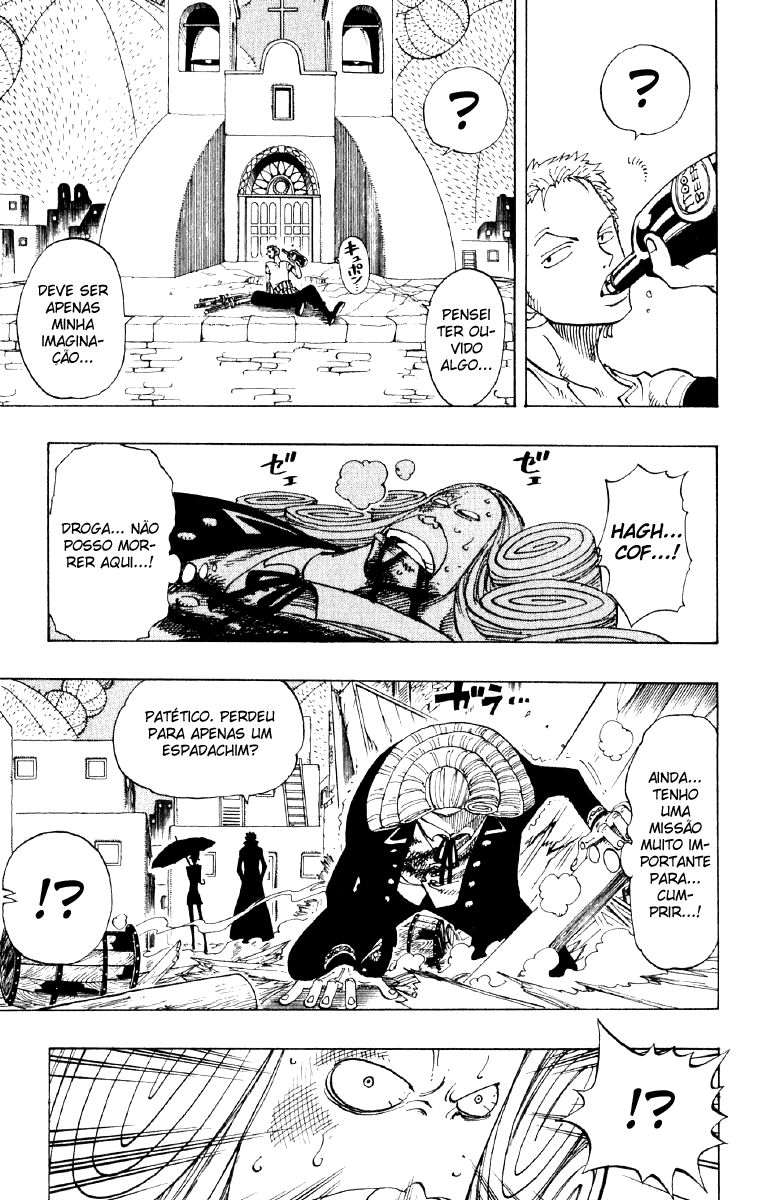 ?
?
100%
BEER
キュポン
PENSEI
TER OU-
VIDO
ALGO...
DEVE SER
APENAS
MINHA
IMAGINA-
ÇÃO...
ゼェ
ゼェ
HAGH...
COF...!
DROGA... NÃO
POSSO MOR-
RER AQUI...!
ガラ...
PATÉTICO. PERDEU
PARA APENAS UM
ESPADACHIM?
AINDA...
TENHO
UMA
MISSÃO
MUITO IM-
PORTANTE
PARA...
CUM-
PRIR...!
!?
!?